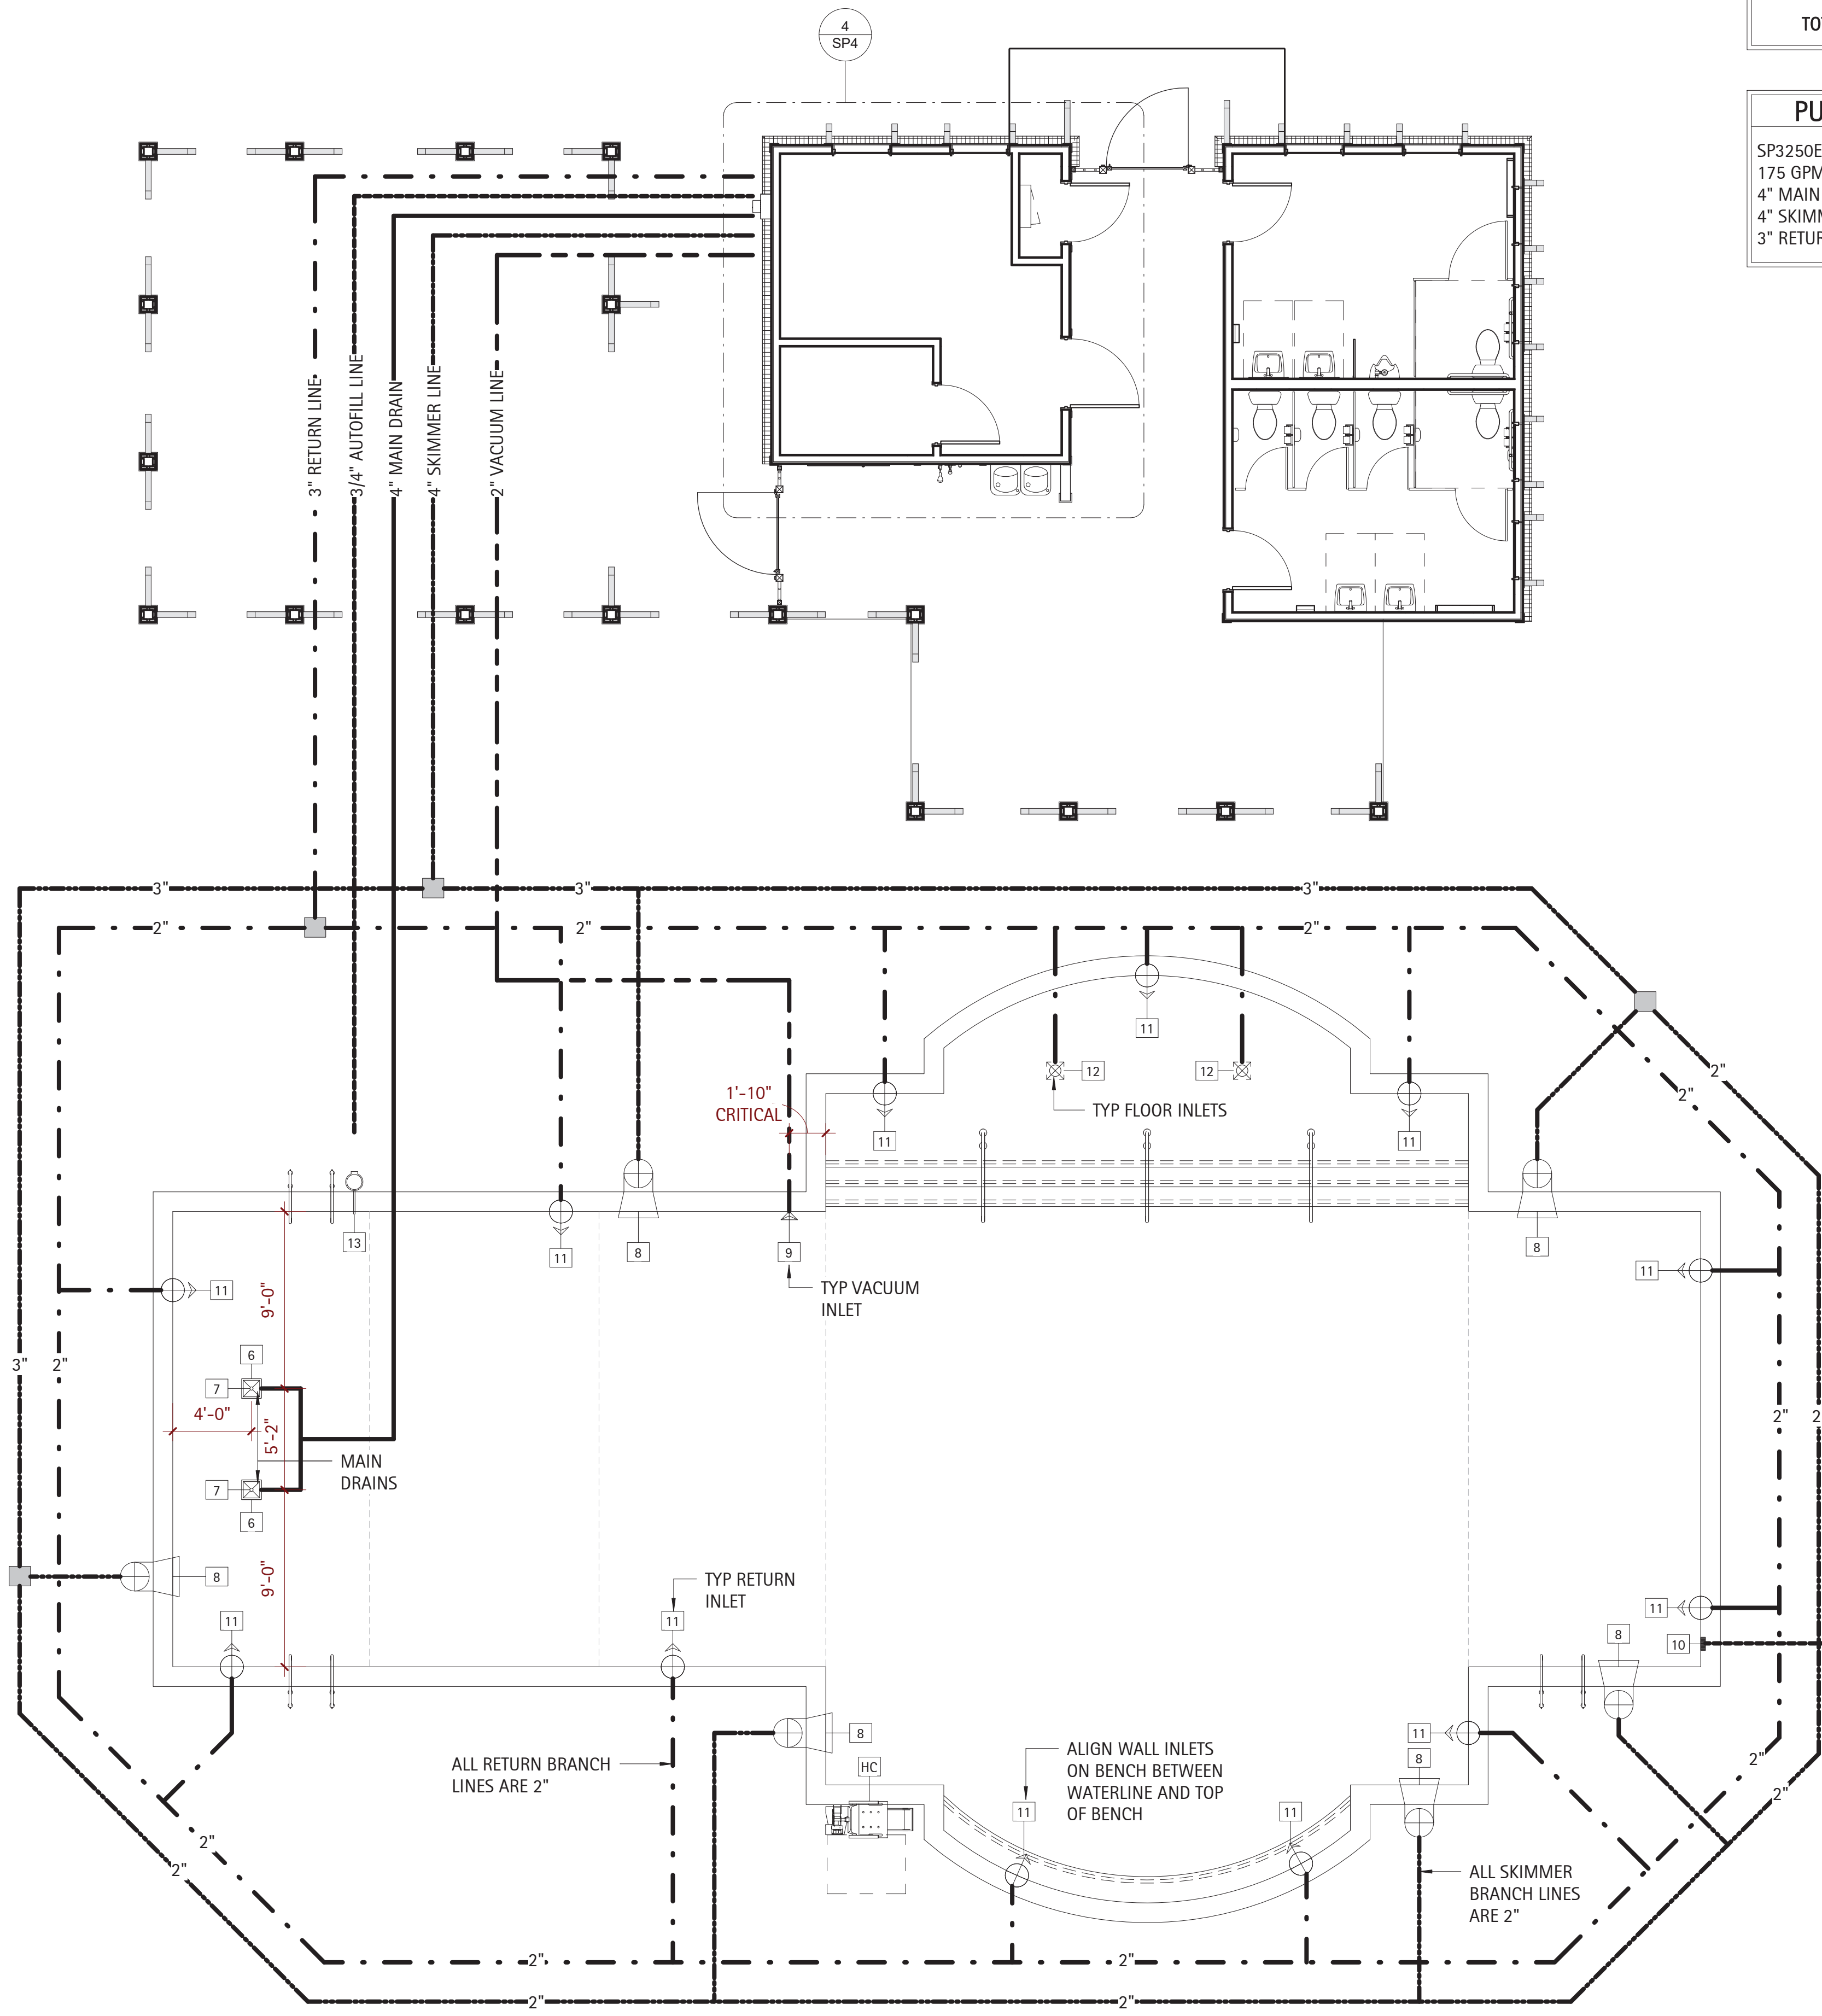 4
SP4
TO
PU
SP3250E
175 GPM
4" MAIN
4" SKIMM
3" RETUR
3" RETURN LINE
3/4" AUTOFILL LINE
4" MAIN DRAIN
4" SKIMMER LINE
2" VACUUM LINE
3"
3"
3"
2"
2"
2"
11
12
12
1'-10"
CRITICAL
TYP FLOOR INLETS
2"
2"
11
11
13
11
8
9
8
TYP VACUUM
INLET
11
11
9'-0"
3"
2"
6
7
4'-0"
5'-2"
2"
2
MAIN
DRAINS
7
6
8
9'-0"
TYP RETURN
INLET
11
11
11
8
10
8
11
ALIGN WALL INLETS
ON BENCH BETWEEN
WATERLINE AND TOP
OF BENCH
8
ALL RETURN BRANCH
LINES ARE 2"
HC
2"
2"
11
11
2"
2"
ALL SKIMMER
BRANCH LINES
ARE 2"
2"
2"
2"
2"